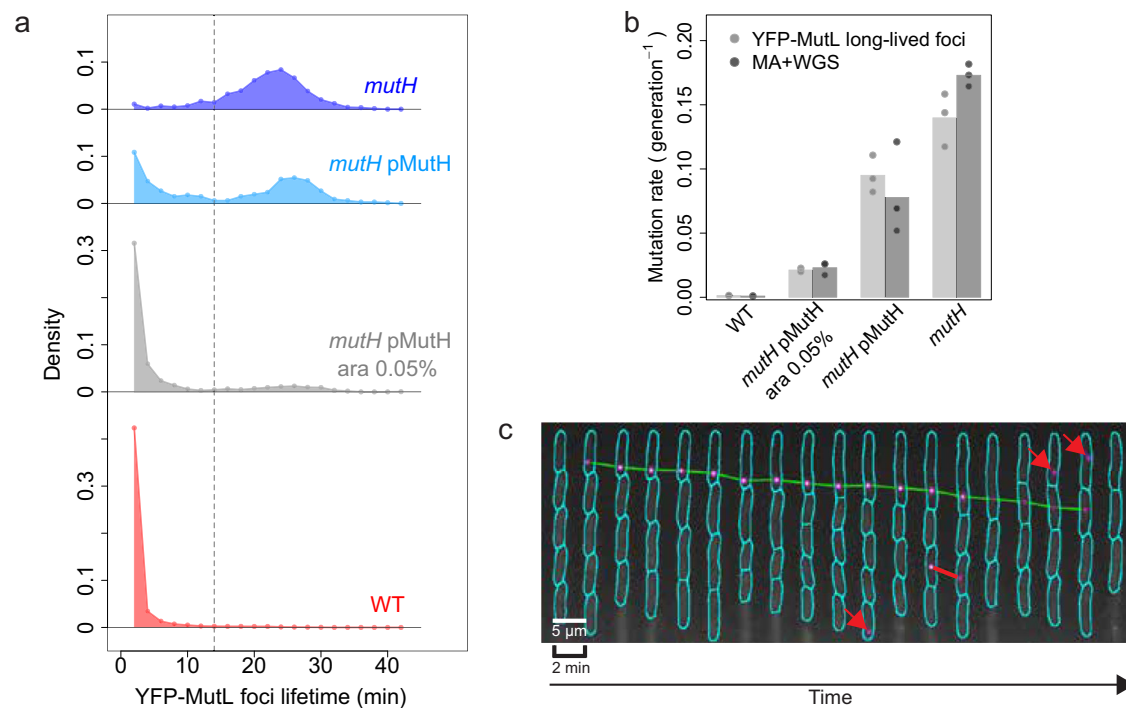 a
Density
0.1
0
mutH
0.1
0
mutH pMutH
0.3
0.1
0
mutH pMutH
ara 0.05%
0.3
0.1
0
WT
0
10
20
30
40
YFP-MutL foci lifetime (min)
b
Mutation rate ( generation⁻¹ )
0.20
0.15
0.10
0.05
0.00
YFP-MutL long-lived foci
MA+WGS
WT
mutH pMutH
ara 0.05%
mutH pMutH
mutH
c
5 µm
2 min
Time